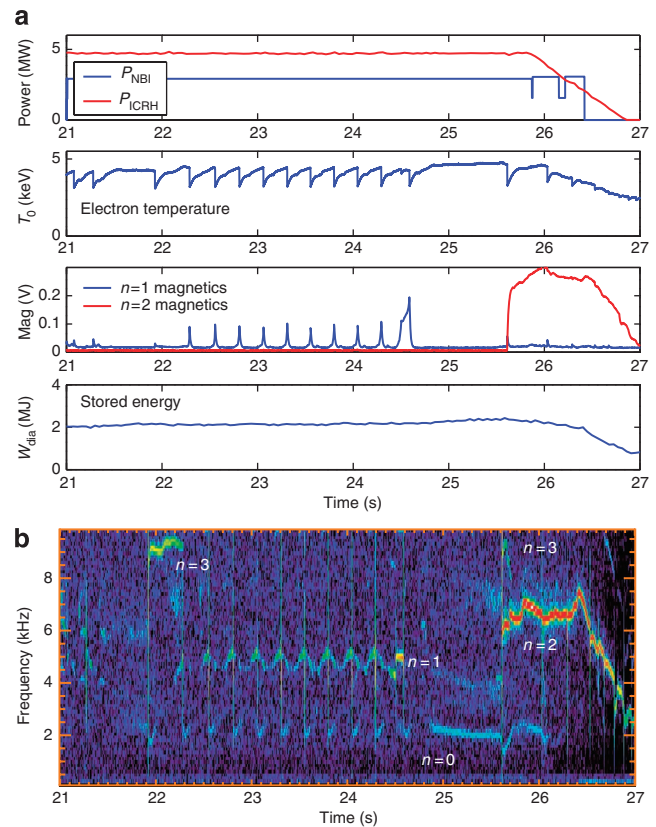 a
Power (MW)
5
0
P_NBI
P_ICRH
21 22 23 24 25 26 27
T_0 (keV)
5
0
Electron temperature
21 22 23 24 25 26 27
Mag (V)
0.2
0.1
0
n=1 magnetics
n=2 magnetics
21 22 23 24 25 26 27
W_dia (MJ)
4
2
0
Stored energy
21 22 23 24 25 26 27
Time (s)
b
Frequency (kHz)
8
6
4
2
n=3
n=3
n=2
n=1
n=0
21 22 23 24 25 26 27
Time (s)